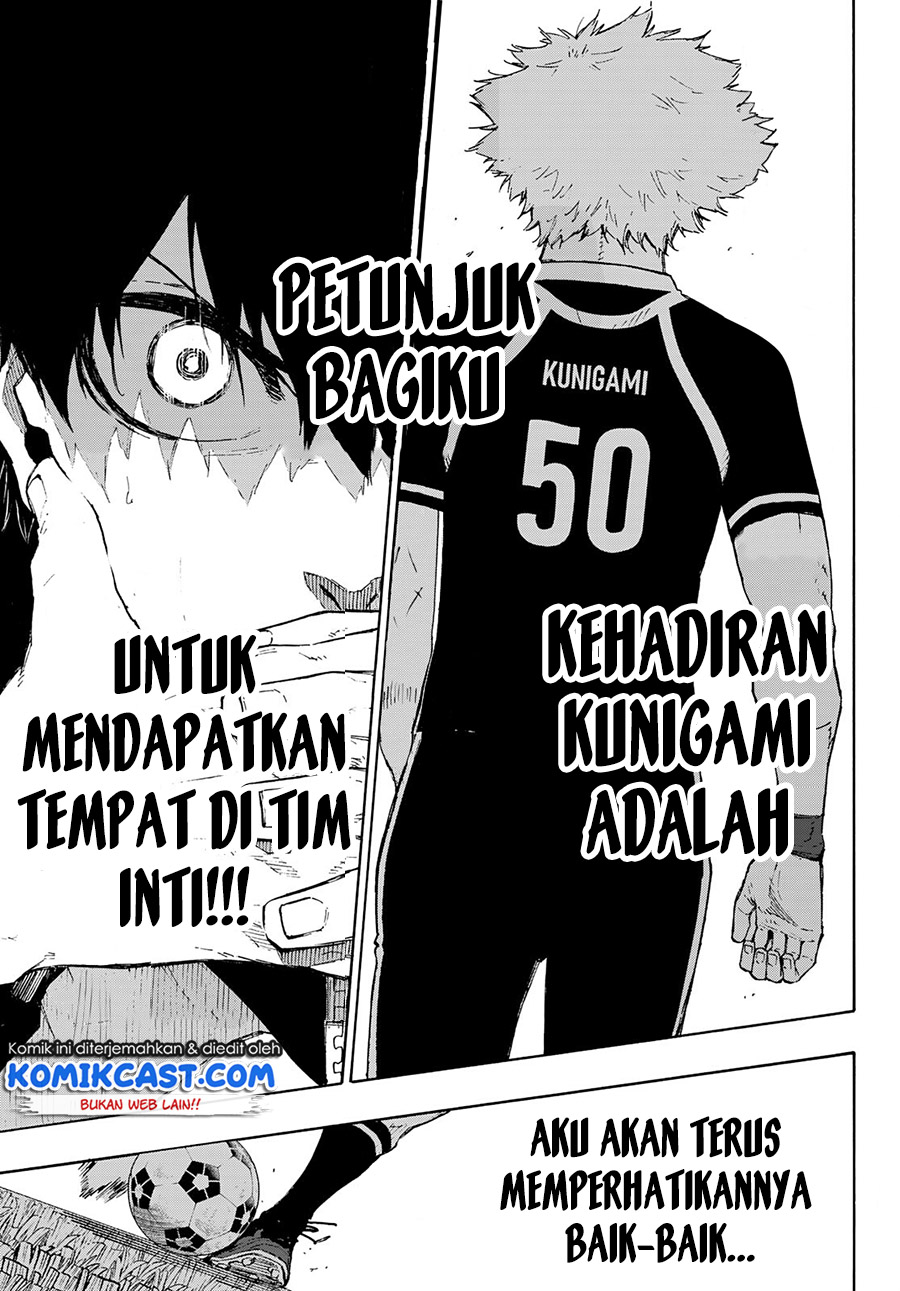 KUNIGAMI
50
KEHADIRAN
KUNIGAMI
ADALAH
PETUNJUK
BAGIKU
UNTUK
MENDAPATKAN
TEMPAT DI TIM
INTI!!!
Komik ini diterjemahkan & diedit oleh
KOMIKCAST.COM
BUKAN WEB LAIN!!
AKU AKAN TERUS
MEMPERHATIKANNYA
BAIK-BAIK...